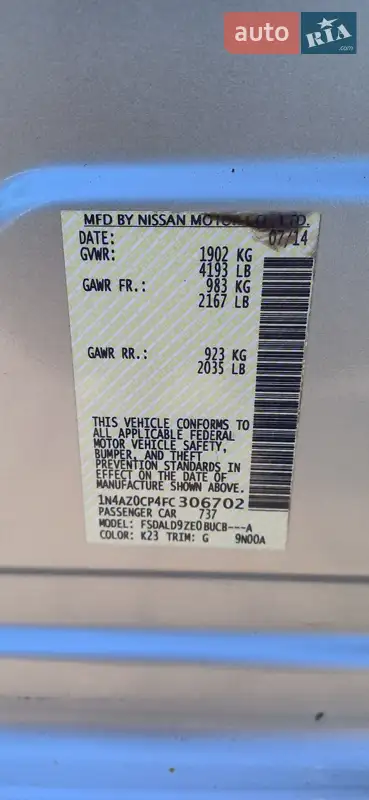 auto RIA .com
MFD BY NISSAN MOTOR CO., LTD.
DATE: 07/14
GVWR: 1902 KG
4193 LB
GAWR FR.: 983 KG
2167 LB
GAWR RR.: 923 KG
2035 LB
THIS VEHICLE CONFORMS TO
ALL APPLICABLE FEDERAL
MOTOR VEHICLE SAFETY,
BUMPER, AND THEFT
PREVENTION STANDARDS IN
EFFECT ON THE DATE OF
MANUFACTURE SHOWN ABOVE.
1N4AZ0CP4FC306702
PASSENGER CAR 737
MODEL: FSDALD9ZE0BUCB---A
COLOR: K23 TRIM: G 9N00A